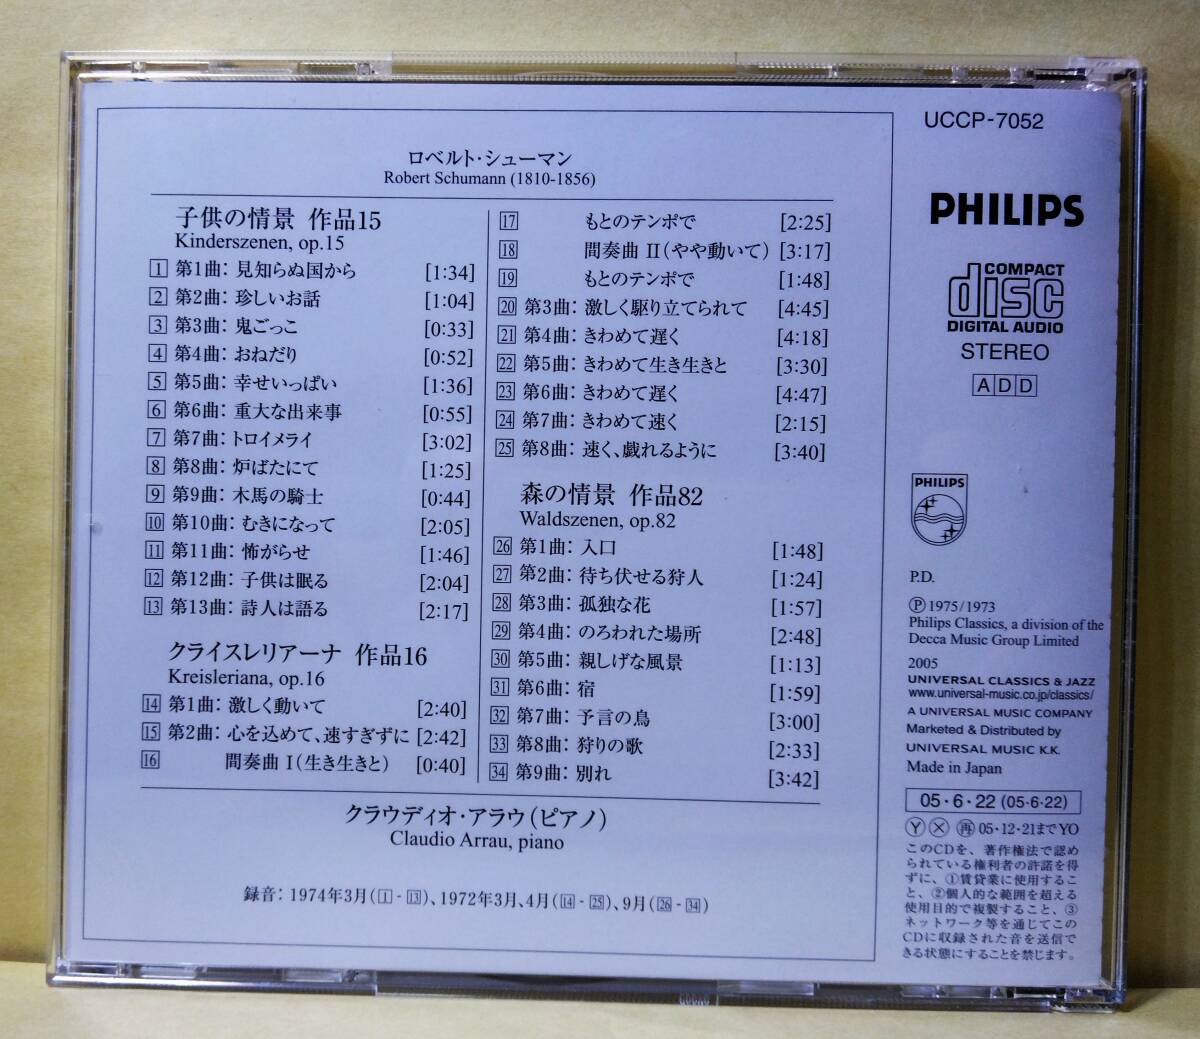 ロベルト・シューマン
Robert Schumann (1810-1856)
子供の情景 作品15
Kinderszenen, op.15
1 第1曲: 見知らぬ国から [1:34]
2 第2曲: 珍しいお話 [1:04]
3 第3曲: 鬼ごっこ [0:33]
4 第4曲: おねだり [0:52]
5 第5曲: 幸せいっぱい [1:36]
6 第6曲: 重大な出来事 [0:55]
7 第7曲: トロイメライ [3:02]
8 第8曲: 炉ばたにて [1:25]
9 第9曲: 木馬の騎士 [0:44]
10 第10曲: むきになって [2:05]
11 第11曲: 怖がらせ [1:46]
12 第12曲: 子供は眠る [2:04]
13 第13曲: 詩人は語る [2:17]
クライスレリアーナ 作品16
Kreisleriana, op.16
14 第1曲: 激しく動いて [2:40]
15 第2曲: 心を込めて、速すぎずに [2:42]
16 間奏曲 I(生き生きと) [0:40]
17 もとのテンポで [2:25]
18 間奏曲 II(やや動いて) [3:17]
19 もとのテンポで [1:48]
20 第3曲: 激しく駆り立てられて [4:45]
21 第4曲: きわめて遅く [4:18]
22 第5曲: きわめて生き生きと [3:30]
23 第6曲: きわめて遅く [4:47]
24 第7曲: きわめて速く [2:15]
25 第8曲: 速く、戯れるように [3:40]
森の情景 作品82
Waldszenen, op.82
26 第1曲: 入口 [1:48]
27 第2曲: 待ち伏せる狩人 [1:24]
28 第3曲: 孤独な花 [1:57]
29 第4曲: のろわれた場所 [2:48]
30 第5曲: 親しげな風景 [1:13]
31 第6曲: 宿 [1:59]
32 第7曲: 予言の鳥 [3:00]
33 第8曲: 狩りの歌 [2:33]
34 第9曲: 別れ [3:42]
クラウディオ・アラウ(ピアノ)
Claudio Arrau, piano
録音: 1974年3月(1 - 13)、1972年3月、4月(14 - 25)、9月(26 - 34)
UCCP-7052
PHILIPS
COMPACT
disc
DIGITAL AUDIO
STEREO
ADD
PHILIPS
P.D.
Ⓟ 1975/1973
Philips Classics, a division of the
Decca Music Group Limited
2005
UNIVERSAL CLASSICS & JAZZ
www.universal-music.co.jp/classics/
A UNIVERSAL MUSIC COMPANY
Marketed & Distributed by
UNIVERSAL MUSIC K.K.
Made in Japan
05・6・22 (05・6・22)
Ⓨ Ⓧ 再 05・12・21まで YO
このCDを、著作権法で認め
られている権利者の許諾を得
ずに、①賃貸業に使用するこ
と、②個人的な範囲を超える
使用目的で複製すること、③
ネットワーク等を通じてこの
CDに収録された音を送信で
きる状態にすることを禁じます。